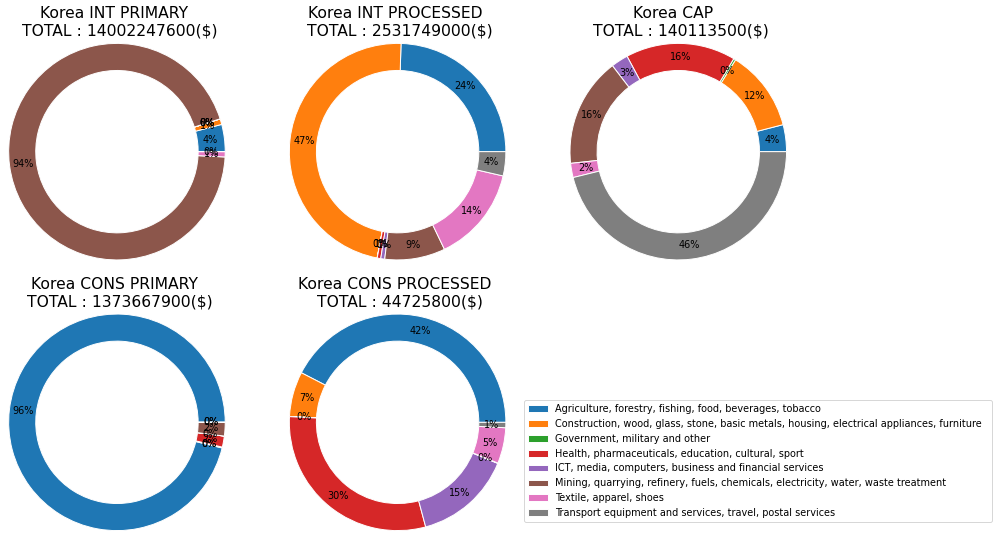 Korea INT PRIMARY
TOTAL : 14002247600($)
94%
4%
Korea INT PROCESSED
TOTAL : 2531749000($)
24%
47%
9%
14%
4%
Korea CAP
TOTAL : 140113500($)
4%
12%
0%
16%
3%
16%
2%
46%
Korea CONS PRIMARY
TOTAL : 1373667900($)
96%
0%
0%
Korea CONS PROCESSED
TOTAL : 44725800($)
42%
7%
0%
30%
15%
0%
5%
1%
Agriculture, forestry, fishing, food, beverages, tobacco
Construction, wood, glass, stone, basic metals, housing, electrical appliances, furniture
Government, military and other
Health, pharmaceuticals, education, cultural, sport
ICT, media, computers, business and financial services
Mining, quarrying, refinery, fuels, chemicals, electricity, water, waste treatment
Textile, apparel, shoes
Transport equipment and services, travel, postal services